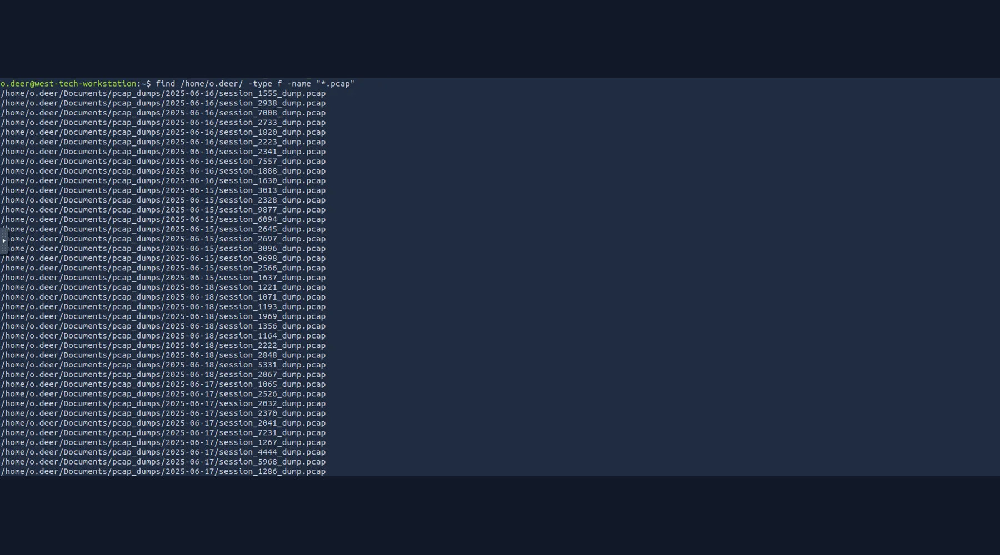 o.deer@west-tech-workstation:~$ find /home/o.deer/ -type f -name "*.pcap"
/home/o.deer/Documents/pcap_dumps/2025-06-16/session_1555_dump.pcap
/home/o.deer/Documents/pcap_dumps/2025-06-16/session_2938_dump.pcap
/home/o.deer/Documents/pcap_dumps/2025-06-16/session_7008_dump.pcap
/home/o.deer/Documents/pcap_dumps/2025-06-16/session_2733_dump.pcap
/home/o.deer/Documents/pcap_dumps/2025-06-16/session_1820_dump.pcap
/home/o.deer/Documents/pcap_dumps/2025-06-16/session_2223_dump.pcap
/home/o.deer/Documents/pcap_dumps/2025-06-16/session_2341_dump.pcap
/home/o.deer/Documents/pcap_dumps/2025-06-16/session_7557_dump.pcap
/home/o.deer/Documents/pcap_dumps/2025-06-16/session_1888_dump.pcap
/home/o.deer/Documents/pcap_dumps/2025-06-16/session_1630_dump.pcap
/home/o.deer/Documents/pcap_dumps/2025-06-15/session_3013_dump.pcap
/home/o.deer/Documents/pcap_dumps/2025-06-15/session_2328_dump.pcap
/home/o.deer/Documents/pcap_dumps/2025-06-15/session_9877_dump.pcap
/home/o.deer/Documents/pcap_dumps/2025-06-15/session_6094_dump.pcap
/home/o.deer/Documents/pcap_dumps/2025-06-15/session_2645_dump.pcap
/home/o.deer/Documents/pcap_dumps/2025-06-15/session_2697_dump.pcap
/home/o.deer/Documents/pcap_dumps/2025-06-15/session_3096_dump.pcap
/home/o.deer/Documents/pcap_dumps/2025-06-15/session_9698_dump.pcap
/home/o.deer/Documents/pcap_dumps/2025-06-15/session_2566_dump.pcap
/home/o.deer/Documents/pcap_dumps/2025-06-15/session_1637_dump.pcap
/home/o.deer/Documents/pcap_dumps/2025-06-18/session_1221_dump.pcap
/home/o.deer/Documents/pcap_dumps/2025-06-18/session_1071_dump.pcap
/home/o.deer/Documents/pcap_dumps/2025-06-18/session_1193_dump.pcap
/home/o.deer/Documents/pcap_dumps/2025-06-18/session_1969_dump.pcap
/home/o.deer/Documents/pcap_dumps/2025-06-18/session_1356_dump.pcap
/home/o.deer/Documents/pcap_dumps/2025-06-18/session_1164_dump.pcap
/home/o.deer/Documents/pcap_dumps/2025-06-18/session_2222_dump.pcap
/home/o.deer/Documents/pcap_dumps/2025-06-18/session_2848_dump.pcap
/home/o.deer/Documents/pcap_dumps/2025-06-18/session_5331_dump.pcap
/home/o.deer/Documents/pcap_dumps/2025-06-18/session_2067_dump.pcap
/home/o.deer/Documents/pcap_dumps/2025-06-17/session_1065_dump.pcap
/home/o.deer/Documents/pcap_dumps/2025-06-17/session_2526_dump.pcap
/home/o.deer/Documents/pcap_dumps/2025-06-17/session_2032_dump.pcap
/home/o.deer/Documents/pcap_dumps/2025-06-17/session_2370_dump.pcap
/home/o.deer/Documents/pcap_dumps/2025-06-17/session_2041_dump.pcap
/home/o.deer/Documents/pcap_dumps/2025-06-17/session_7231_dump.pcap
/home/o.deer/Documents/pcap_dumps/2025-06-17/session_1267_dump.pcap
/home/o.deer/Documents/pcap_dumps/2025-06-17/session_4444_dump.pcap
/home/o.deer/Documents/pcap_dumps/2025-06-17/session_5968_dump.pcap
/home/o.deer/Documents/pcap_dumps/2025-06-17/session_1286_dump.pcap